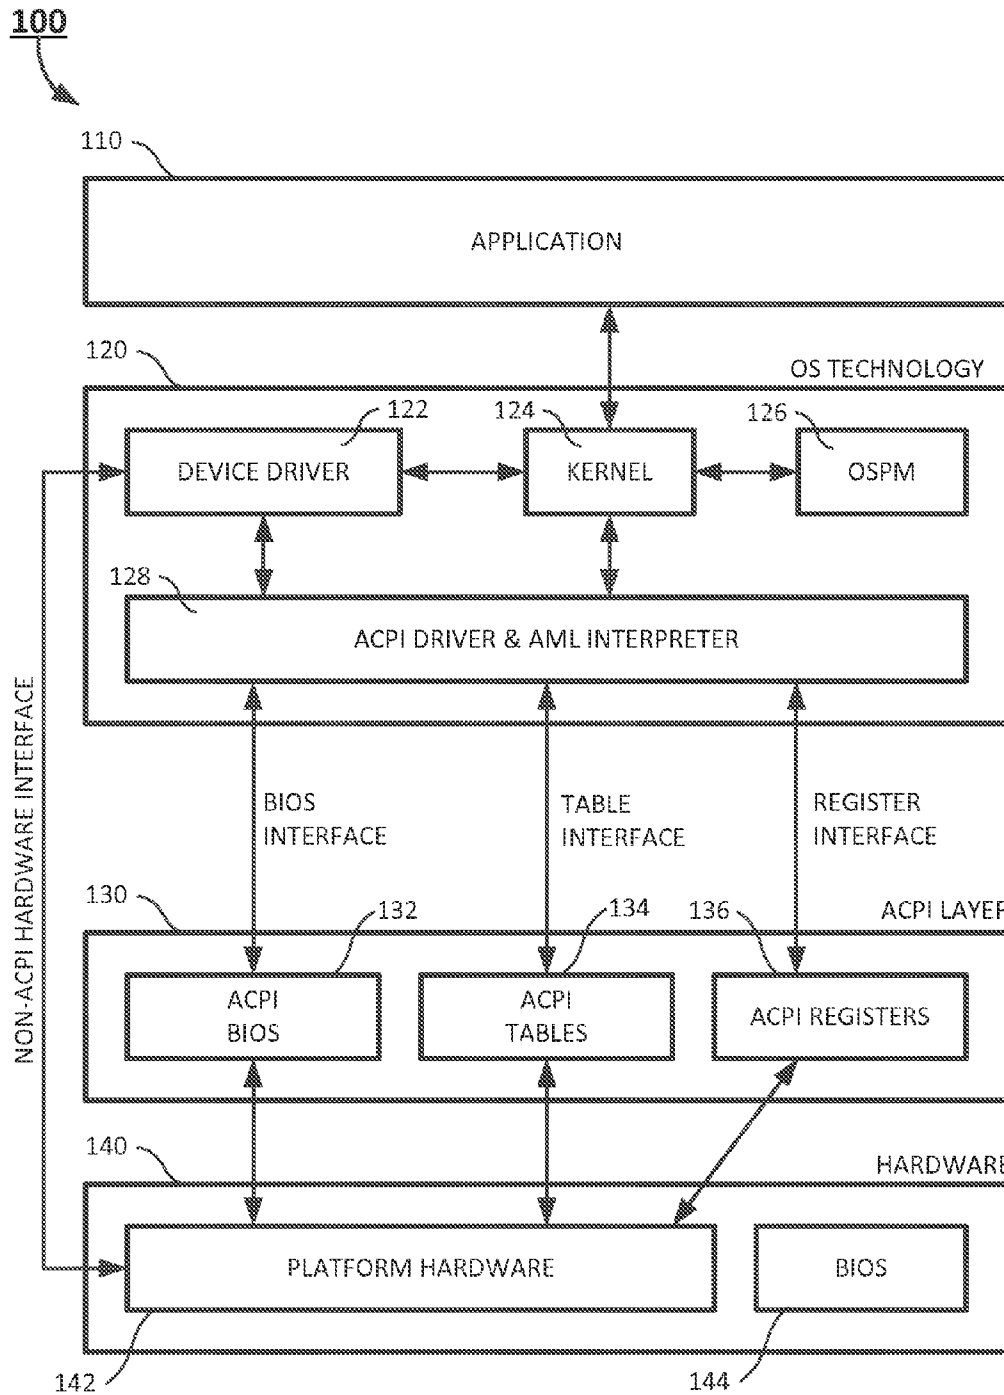 100
110
APPLICATION
120
OS TECHNOLOGY
122
124
126
DEVICE DRIVER
KERNEL
OSPM
128
ACPI DRIVER & AML INTERPRETER
NON-ACPI HARDWARE INTERFACE
BIOS
INTERFACE
TABLE
INTERFACE
REGISTER
INTERFACE
130
132
134
136
ACPI LAYER
ACPI
BIOS
ACPI
TABLES
ACPI REGISTERS
140
HARDWARE
PLATFORM HARDWARE
BIOS
142
144